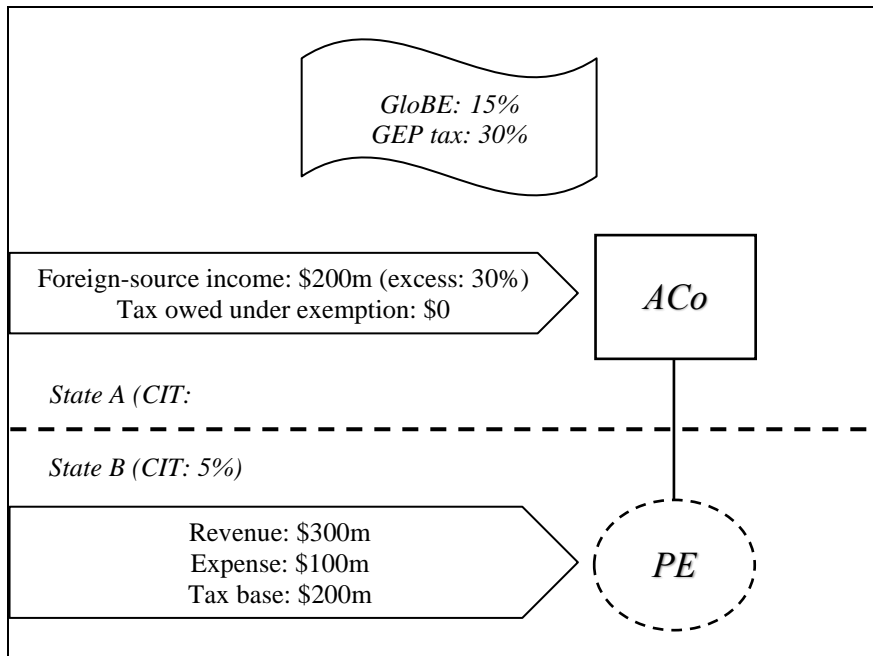 GloBE: 15%
GEP tax: 30%
Foreign-source income: $200m (excess: 30%)
Tax owed under exemption: $0
ACo
State A (CIT:
State B (CIT: 5%)
Revenue: $300m
Expense: $100m
Tax base: $200m
PE